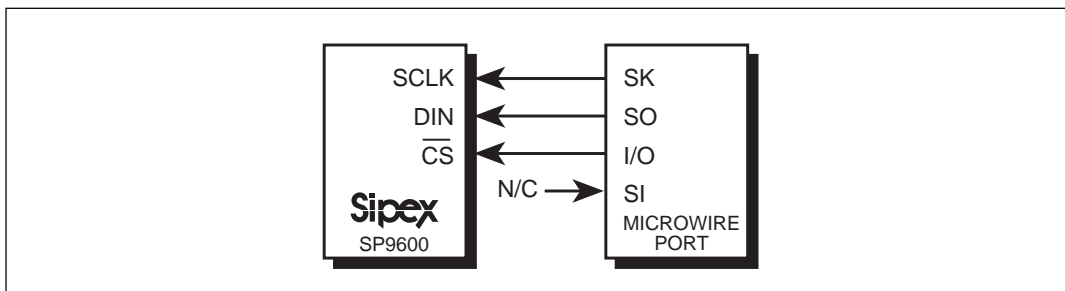 SCLK SK
DIN SO
CS I/O
N/C SI
Sipex
SP9600
MICROWIRE
PORT